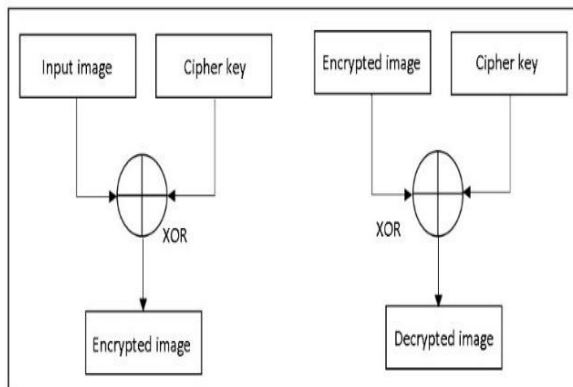 Input image
Cipher key
XOR
Encrypted image
Encrypted image
Cipher key
XOR
Decrypted image